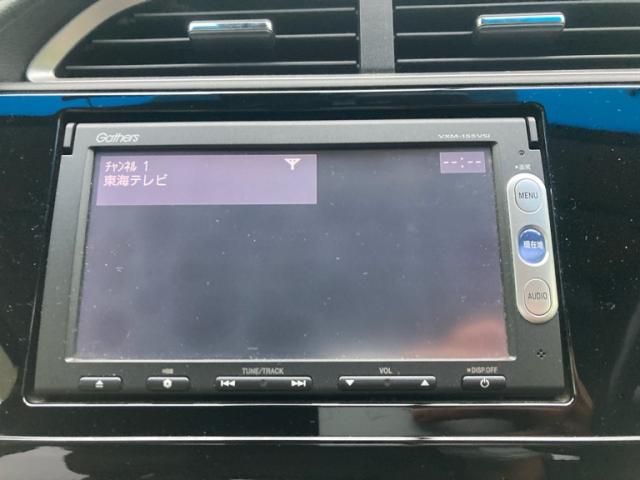 Gathers
VXM-155VSi
ﾁｬﾝﾈﾙ 1
東海テレビ
--:--
MENU
現在地
AUDIO
TUNE/TRACK
VOL
DISP.OFF